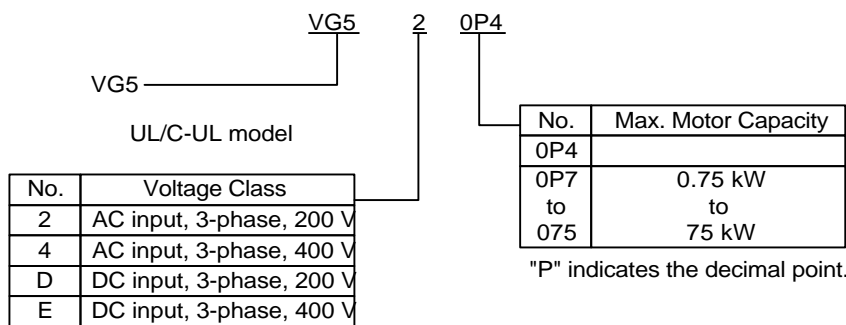 VG5 2 0P4
VG5
UL/C-UL model
No. Voltage Class
2 AC input, 3-phase, 200 V
4 AC input, 3-phase, 400 V
D DC input, 3-phase, 200 V
E DC input, 3-phase, 400 V
No. Max. Motor Capacity
0P4
0P7 0.75 kW
to to
075 75 kW
"P" indicates the decimal point.